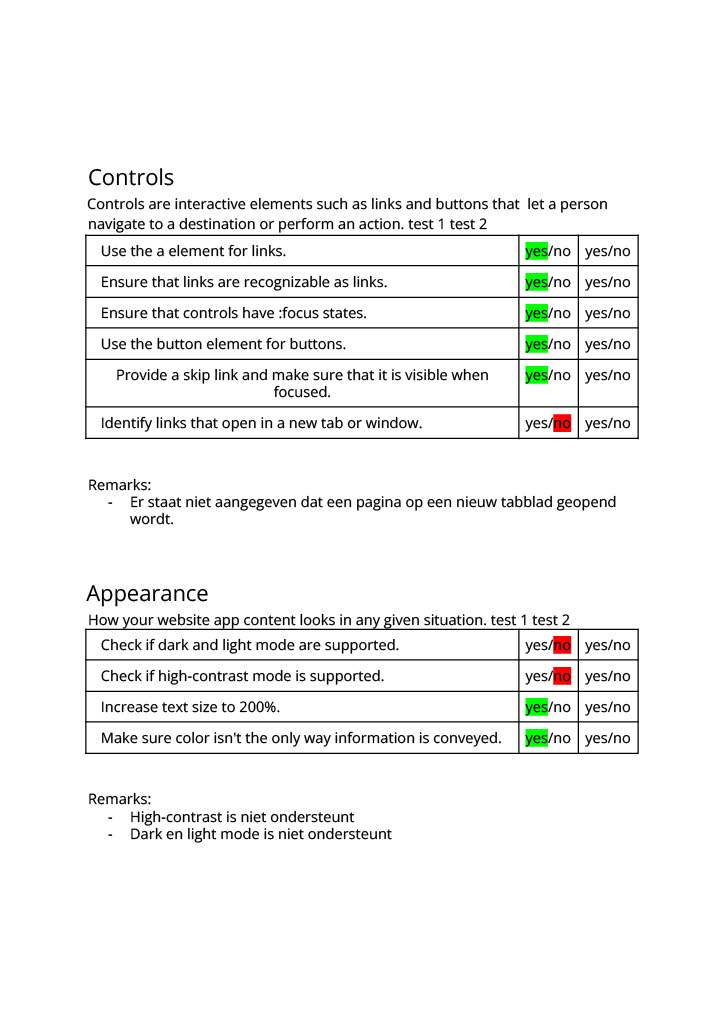 Controls
Controls are interactive elements such as links and buttons that  let a person
navigate to a destination or perform an action. test 1 test 2
Use the a element for links. yes/no yes/no
Ensure that links are recognizable as links. yes/no yes/no
Ensure that controls have :focus states. yes/no yes/no
Use the button element for buttons. yes/no yes/no
Provide a skip link and make sure that it is visible when yes/no yes/no
focused.
Identify links that open in a new tab or window. yes/no yes/no
Remarks:
- Er staat niet aangegeven dat een pagina op een nieuw tabblad geopend
wordt.
Appearance
How your website app content looks in any given situation. test 1 test 2
Check if dark and light mode are supported. yes/no yes/no
Check if high-contrast mode is supported. yes/no yes/no
Increase text size to 200%. yes/no yes/no
Make sure color isn't the only way information is conveyed. yes/no yes/no
Remarks:
- High-contrast is niet ondersteunt
- Dark en light mode is niet ondersteunt